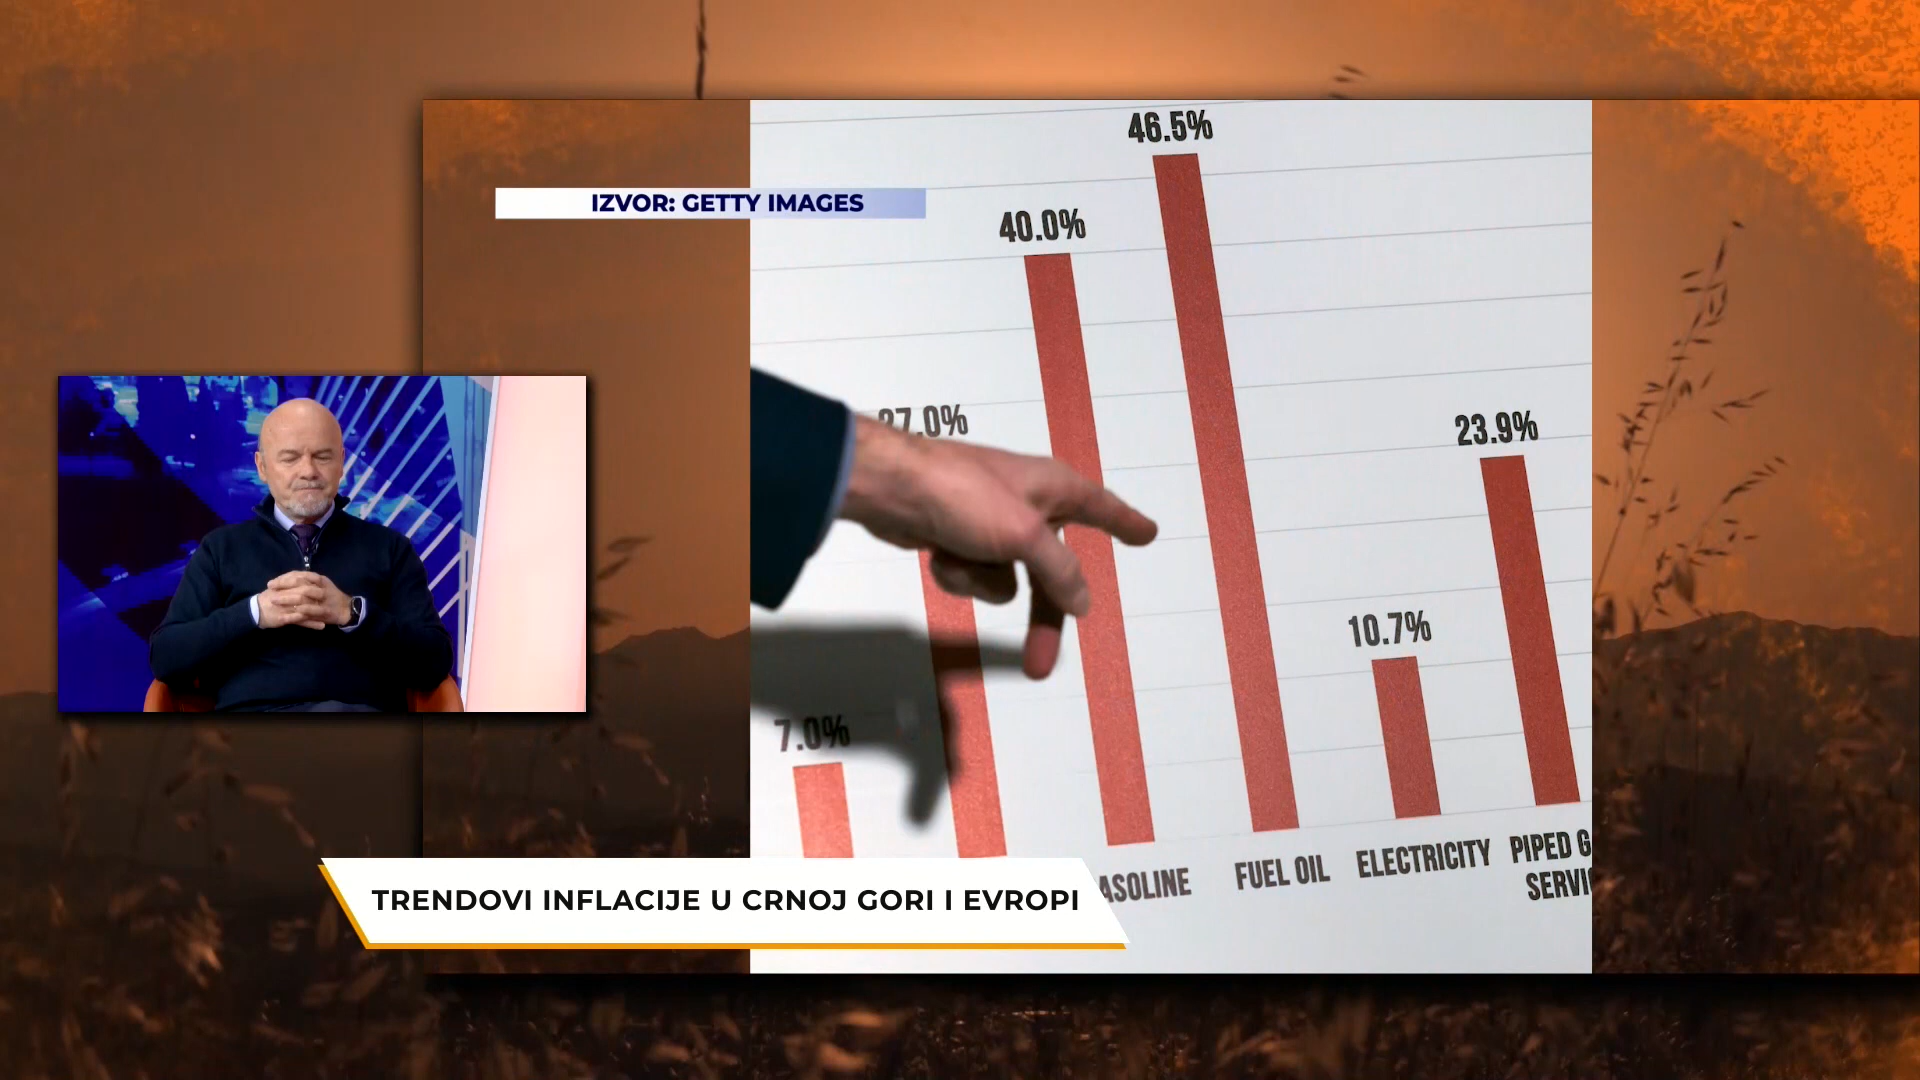 46.5%
IZVOR: GETTY IMAGES
40.0%
23.9%
10.7%
7.0%
FUEL OIL
ELECTRICITY
TRENDOVI INFLACIJE U CRNOJ GORI I EVROPI